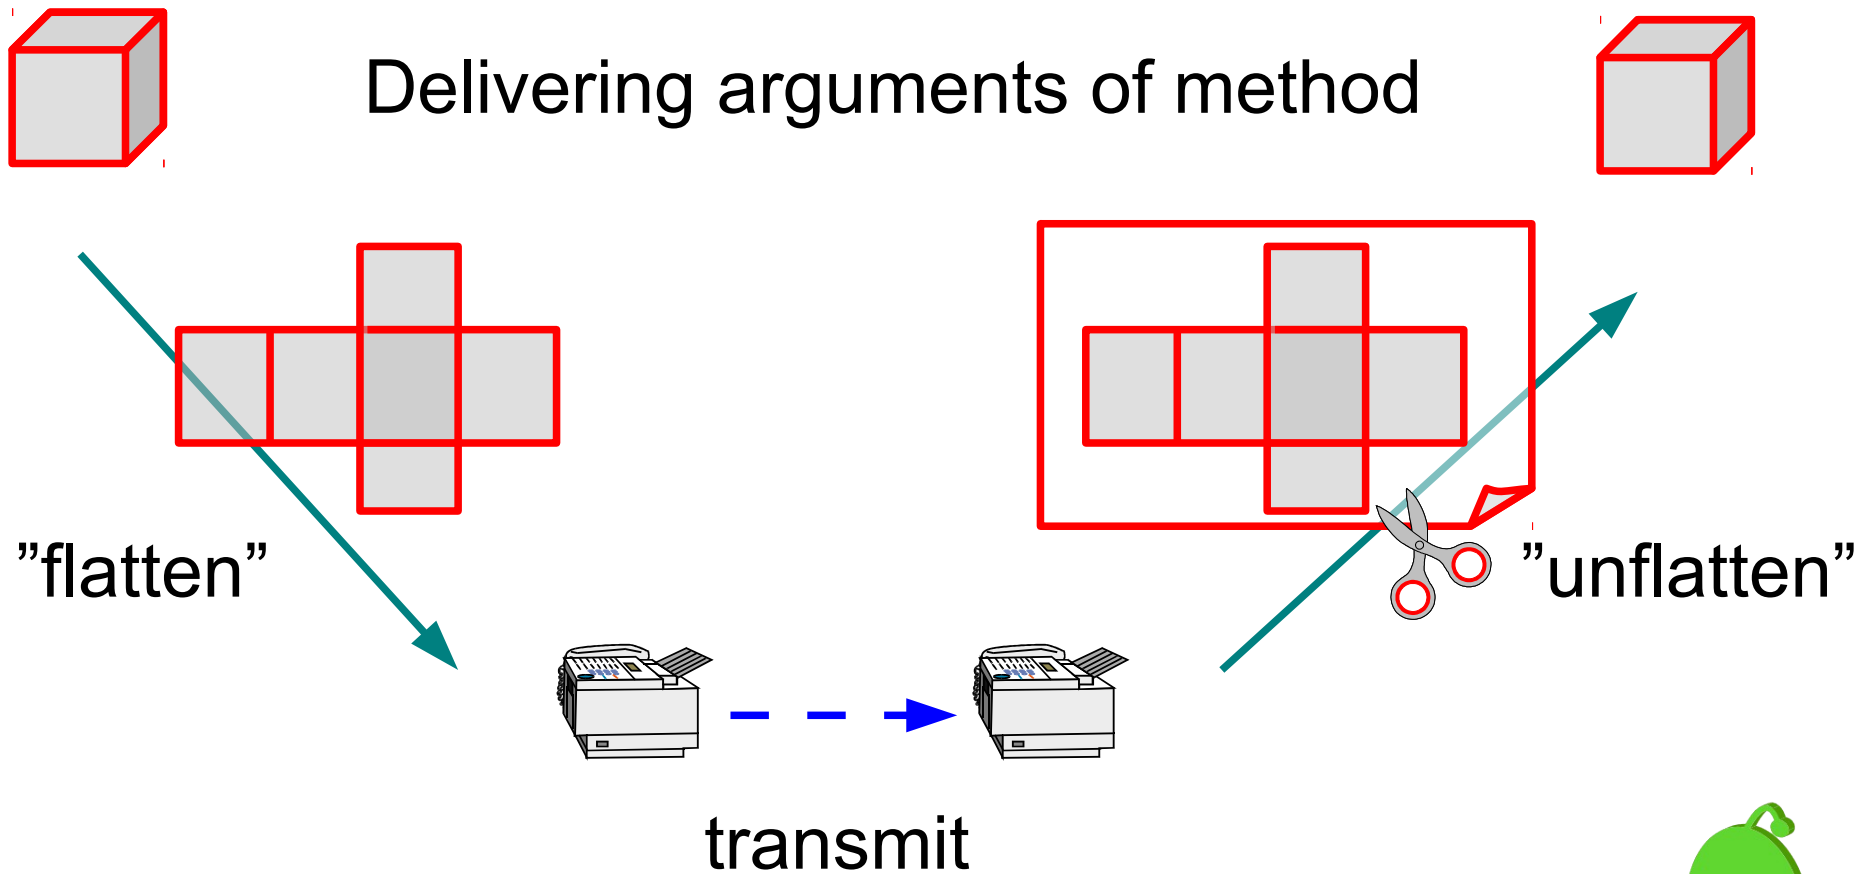 Delivering arguments of method
”flatten”
”unflatten”
transmit